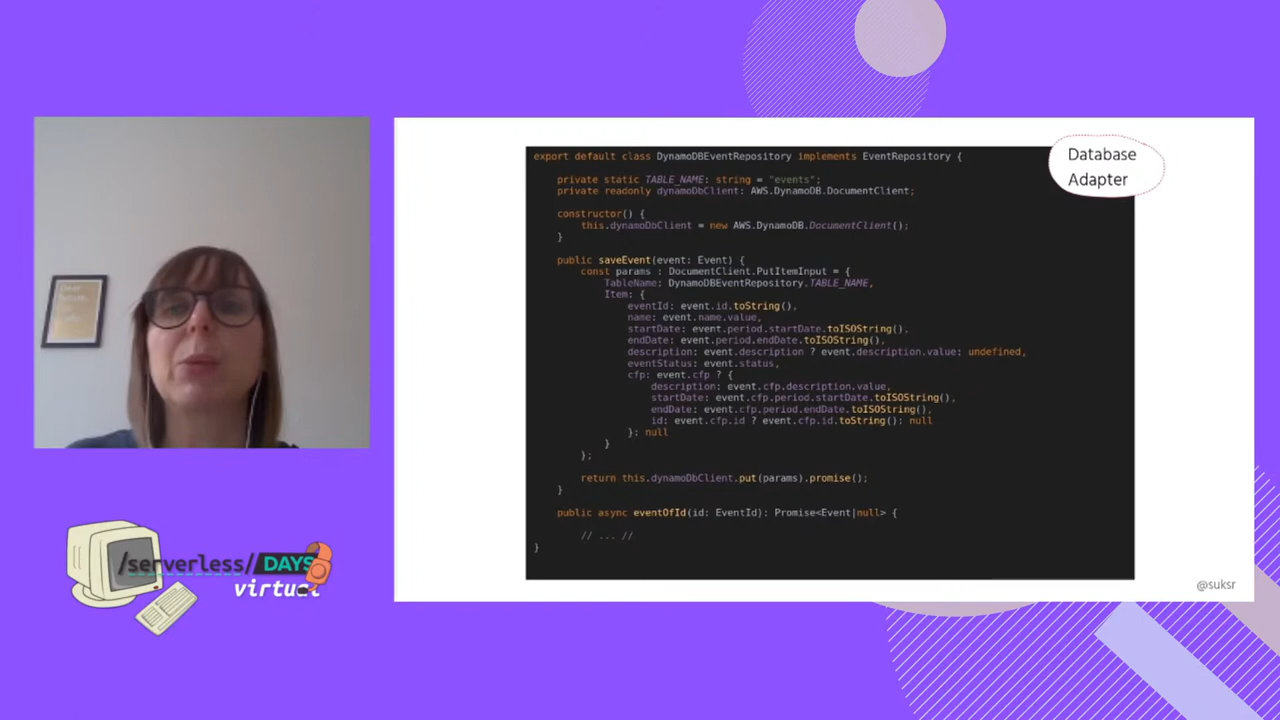 export default class DynamoDBEventRepository implements EventRepository {
private static TABLE_NAME: string = "events";
private readonly dynamoDbClient: AWS.DynamoDB.DocumentClient;
constructor() {
this.dynamoDbClient = new AWS.DynamoDB.DocumentClient();
}
public saveEvent(event: Event) {
const params : DocumentClient.PutItemInput = {
TableName: DynamoDBEventRepository.TABLE_NAME,
Item: {
eventId: event.id.toString(),
name: event.name.value,
startDate: event.period.startDate.toISOString(),
endDate: event.period.endDate.toISOString(),
description: event.description ? event.description.value: undefined,
eventStatus: event.status,
cfp: event.cfp ? {
description: event.cfp.description.value,
startDate: event.cfp.period.startDate.toISOString(),
endDate: event.cfp.period.endDate.toISOString(),
id: event.cfp.id ? event.cfp.id.toString(): null
}: null
}
};
return this.dynamoDbClient.put(params).promise();
}
public async eventOfId(id: EventId): Promise<Event|null> {
// ... //
}
Database
Adapter
@suksr
/serverless/DAYS
virtual